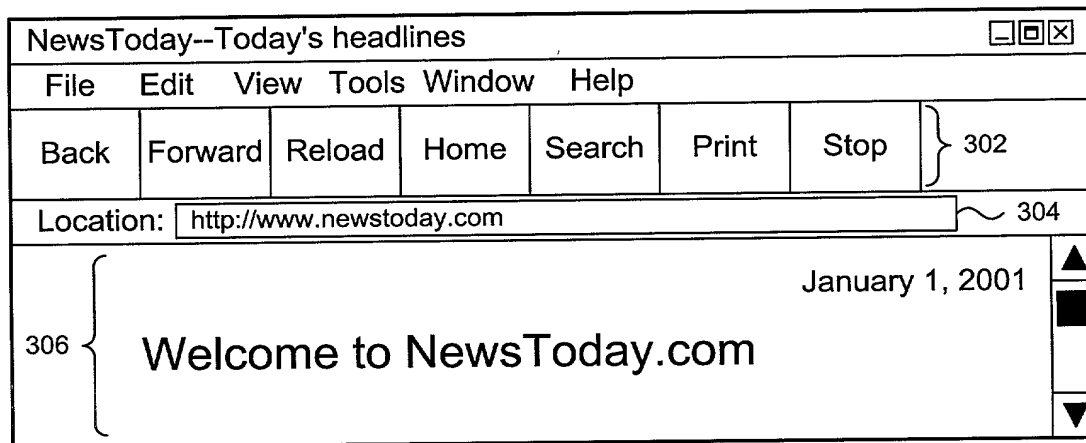 NewsToday--Today's headlines
File Edit View Tools Window Help
Back Forward Reload Home Search Print Stop 302
Location: http://www.newstoday.com 304
January 1, 2001
306 Welcome to NewsToday.com